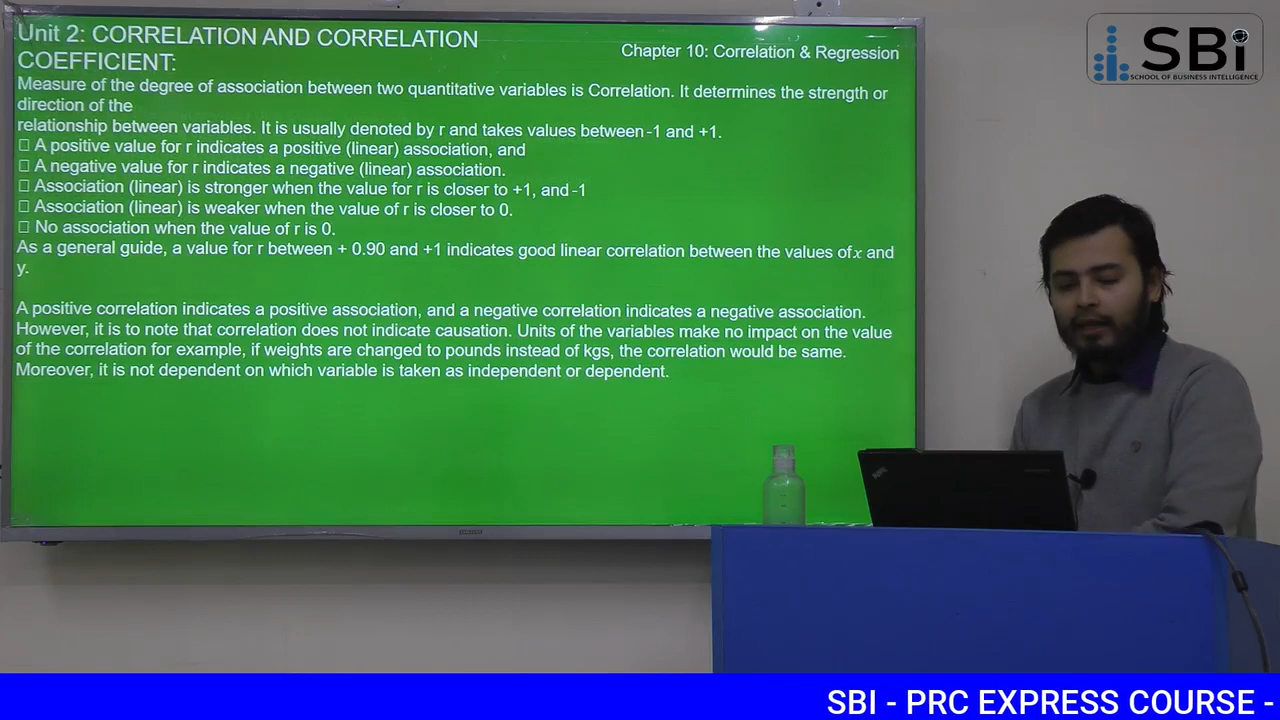 Unit 2: CORRELATION AND CORRELATION
COEFFICIENT:
Chapter 10: Correlation & Regression
Measure of the degree of association between two quantitative variables is Correlation. It determines the strength or
direction of the
relationship between variables. It is usually denoted by r and takes values between -1 and +1.
□ A positive value for r indicates a positive (linear) association, and
□ A negative value for r indicates a negative (linear) association.
□ Association (linear) is stronger when the value for r is closer to +1, and -1
□ Association (linear) is weaker when the value of r is closer to 0.
□ No association when the value of r is 0.
As a general guide, a value for r between + 0.90 and +1 indicates good linear correlation between the values of x and
y.
A positive correlation indicates a positive association, and a negative correlation indicates a negative association.
However, it is to note that correlation does not indicate causation. Units of the variables make no impact on the value
of the correlation for example, if weights are changed to pounds instead of kgs, the correlation would be same.
Moreover, it is not dependent on which variable is taken as independent or dependent.
SBi
SCHOOL OF BUSINESS INTELLIGENCE
SBI - PRC EXPRESS COURSE -